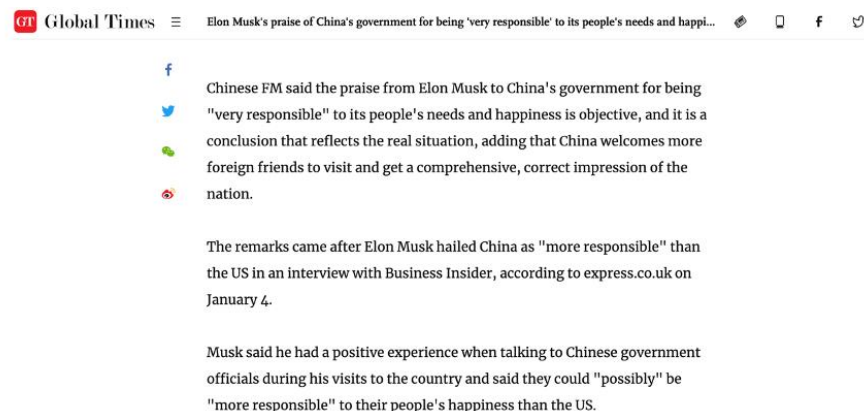 GT Global Times
Elon Musk's praise of China's government for being 'very responsible' to its people's needs and happi...
Chinese FM said the praise from Elon Musk to China's government for being
"very responsible" to its people's needs and happiness is objective, and it is a
conclusion that reflects the real situation, adding that China welcomes more
foreign friends to visit and get a comprehensive, correct impression of the
nation.
The remarks came after Elon Musk hailed China as "more responsible" than
the US in an interview with Business Insider, according to express.co.uk on
January 4.
Musk said he had a positive experience when talking to Chinese government
officials during his visits to the country and said they could "possibly" be
"more responsible" to their people's happiness than the US.